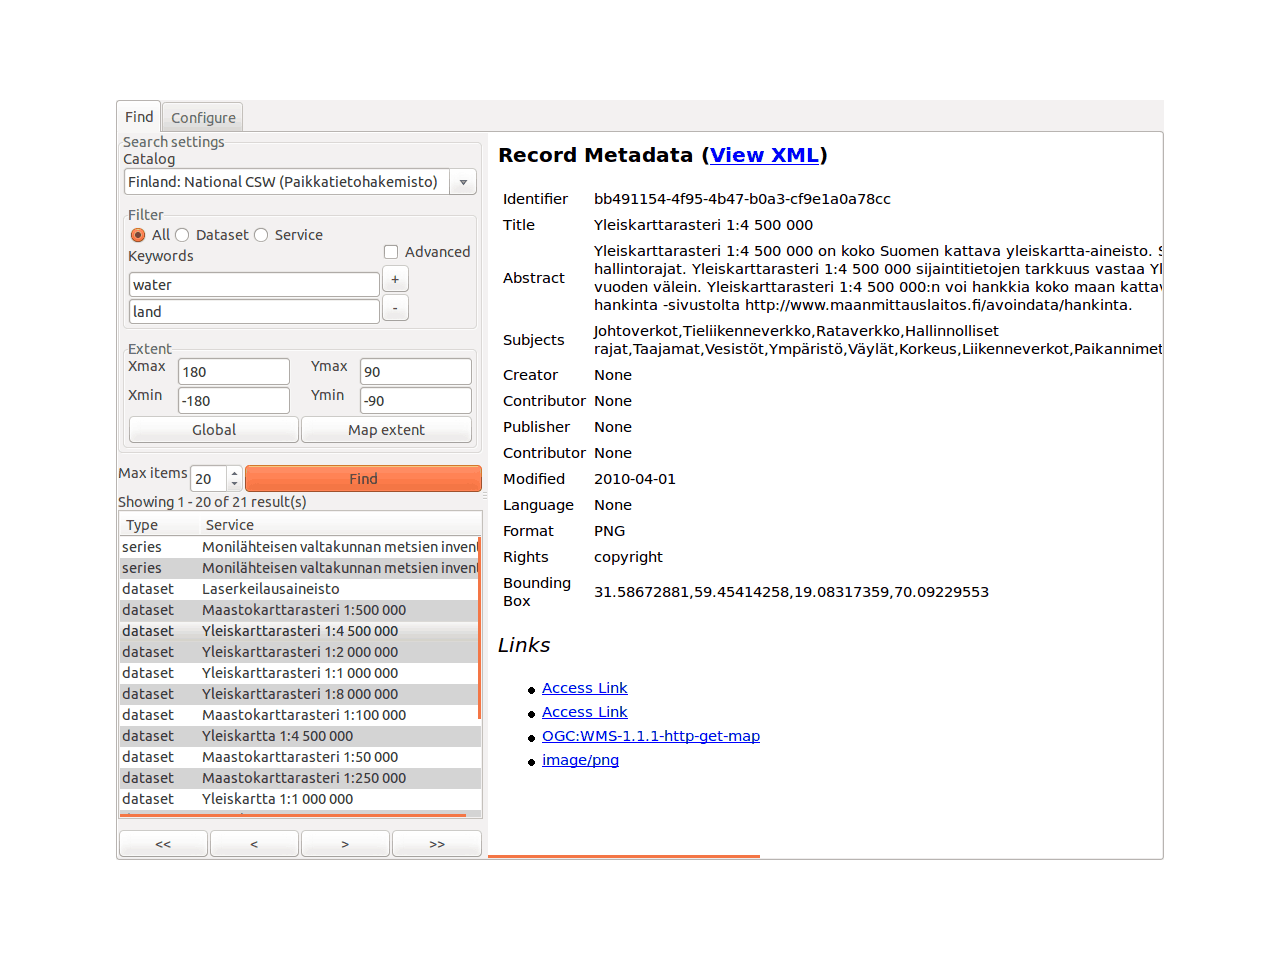 Find Configure
Search settings
Catalog
Finland: National CSW (Paikkatietohakemisto)
Filter
All Dataset Service
Keywords Advanced
water +
land -
Extent
Xmax 180 Ymax 90
Xmin -180 Ymin -90
Global Map extent
Max items 20 Find
Showing 1 - 20 of 21 result(s)
Type Service
series Monilähteisen valtakunnan metsien
series Monilähteisen valtakunnan metsien
dataset Laserkeilausaineisto
dataset Maastokarttarasteri 1:500 000
dataset Yleiskarttarasteri 1:4 500 000
dataset Yleiskarttarasteri 1:2 000 000
dataset Yleiskarttarasteri 1:1 000 000
dataset Yleiskarttarasteri 1:8 000 000
dataset Maastokarttarasteri 1:100 000
dataset Yleiskartta 1:4 500 000
dataset Maastokarttarasteri 1:50 000
dataset Maastokarttarasteri 1:250 000
dataset Yleiskartta 1:1 000 000
<< < > >>
Record Metadata (View XML)
Identifier bb491154-4f95-4b47-b0a3-cf9e1a0a78cc
Title Yleiskarttarasteri 1:4 500 000
Abstract
Yleiskarttarasteri 1:4 500 000 on koko Suomen kattava yleiskartta-aineisto.
hallintorajat. Yleiskarttarasteri 1:4 500 000 sijaintitietojen tarkkuus vastaa
vuoden välein. Yleiskarttarasteri 1:4 500 000:n voi hankkia koko maan
hankinta -sivustolta http://www.maanmittauslaitos.fi/avoindata/hankinta.
Subjects
Johtoverkot,Tieliikenneverkko,Rataverkko,Hallinnolliset
rajat,Taajamat,Vesistöt,Ympäristö,Väylät,Korkeus,Liikenneverkot,Paikannimet
Creator None
Contributor None
Publisher None
Contributor None
Modified 2010-04-01
Language None
Format PNG
Rights copyright
Bounding
Box
31.58672881,59.45414258,19.08317359,70.09229553
Links
Access Link
Access Link
OGC:WMS-1.1.1-http-get-map
image/png